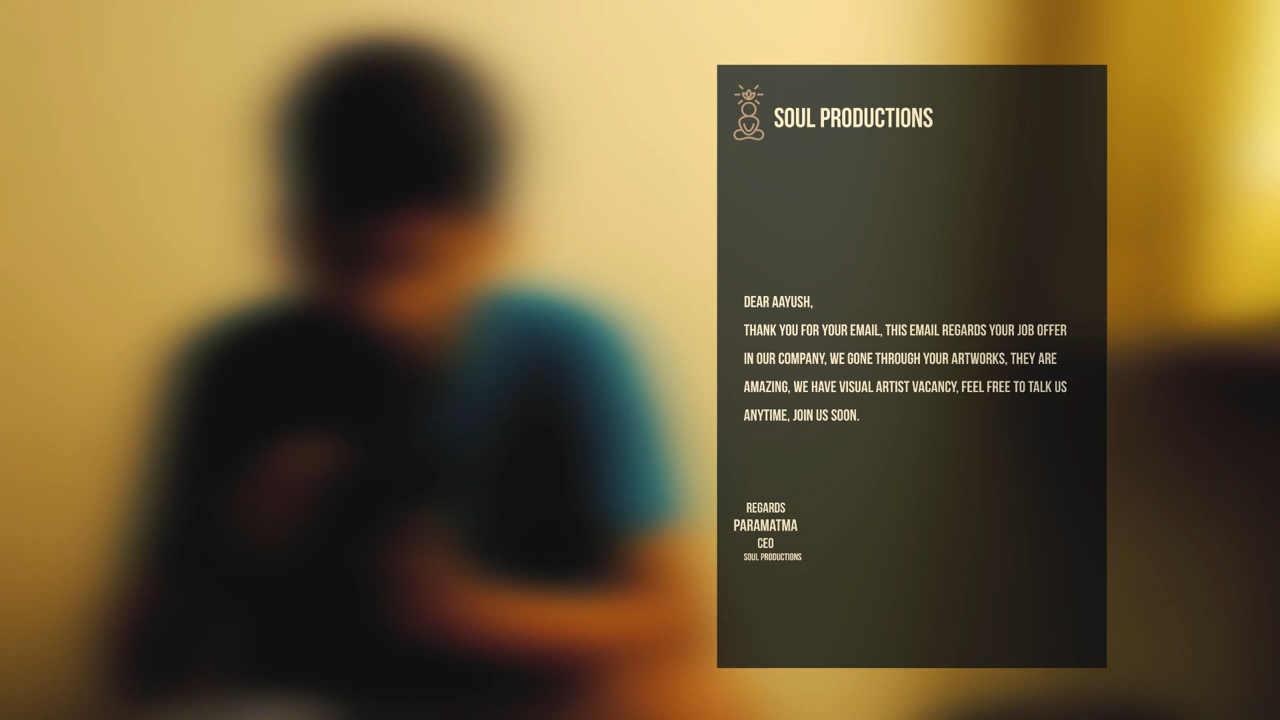 SOUL PRODUCTIONS
DEAR AAYUSH,
THANK YOU FOR YOUR EMAIL, THIS EMAIL REGARDS YOUR JOB OFFER
IN OUR COMPANY, WE GONE THROUGH YOUR ARTWORKS, THEY ARE
AMAZING, WE HAVE VISUAL ARTIST VACANCY, FEEL FREE TO TALK US
ANYTIME, JOIN US SOON.
REGARDS
PARAMATMA
CEO
SOUL PRODUCTIONS